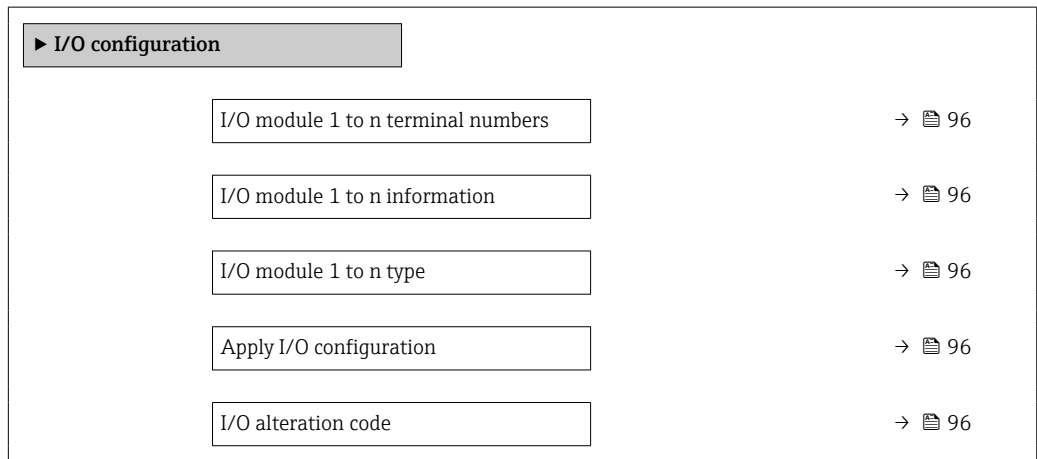 ► I/O configuration
I/O module 1 to n terminal numbers → 96
I/O module 1 to n information → 96
I/O module 1 to n type → 96
Apply I/O configuration → 96
I/O alteration code → 96